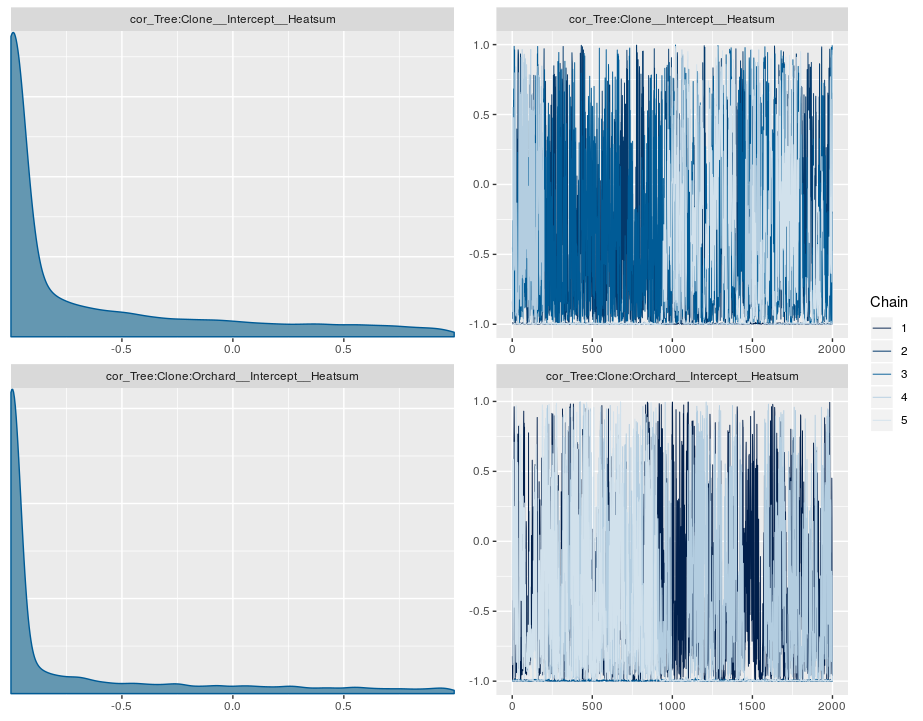 cor_Tree:Clone__Intercept__Heatsum
-0.5 0.0 0.5
cor_Tree:Clone__Intercept__Heatsum
1.0
0.5
0.0
-0.5
-1.0
0 500 1000 1500 2000
cor_Tree:Clone:Orchard__Intercept__Heatsum
-0.5 0.0 0.5
cor_Tree:Clone:Orchard__Intercept__Heatsum
1.0
0.5
0.0
-0.5
-1.0
0 500 1000 1500 2000
Chain
1
2
3
4
5